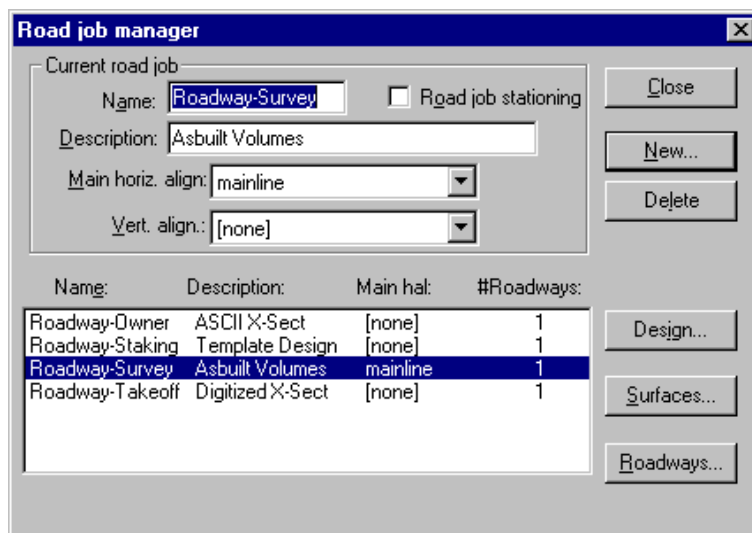 Road job manager
Current road job
Name: Roadway-Survey Road job stationing
Description: Asbuilt Volumes
Main horiz. align: mainline
Vert. align.: [none]
Close
New...
Delete
Name: Description: Main hal: #Roadways:
Roadway-Owner ASCII X-Sect [none] 1
Roadway-Staking Template Design [none] 1
Roadway-Survey Asbuilt Volumes mainline 1
Roadway-Takeoff Digitized X-Sect [none] 1
Design...
Surfaces...
Roadways...